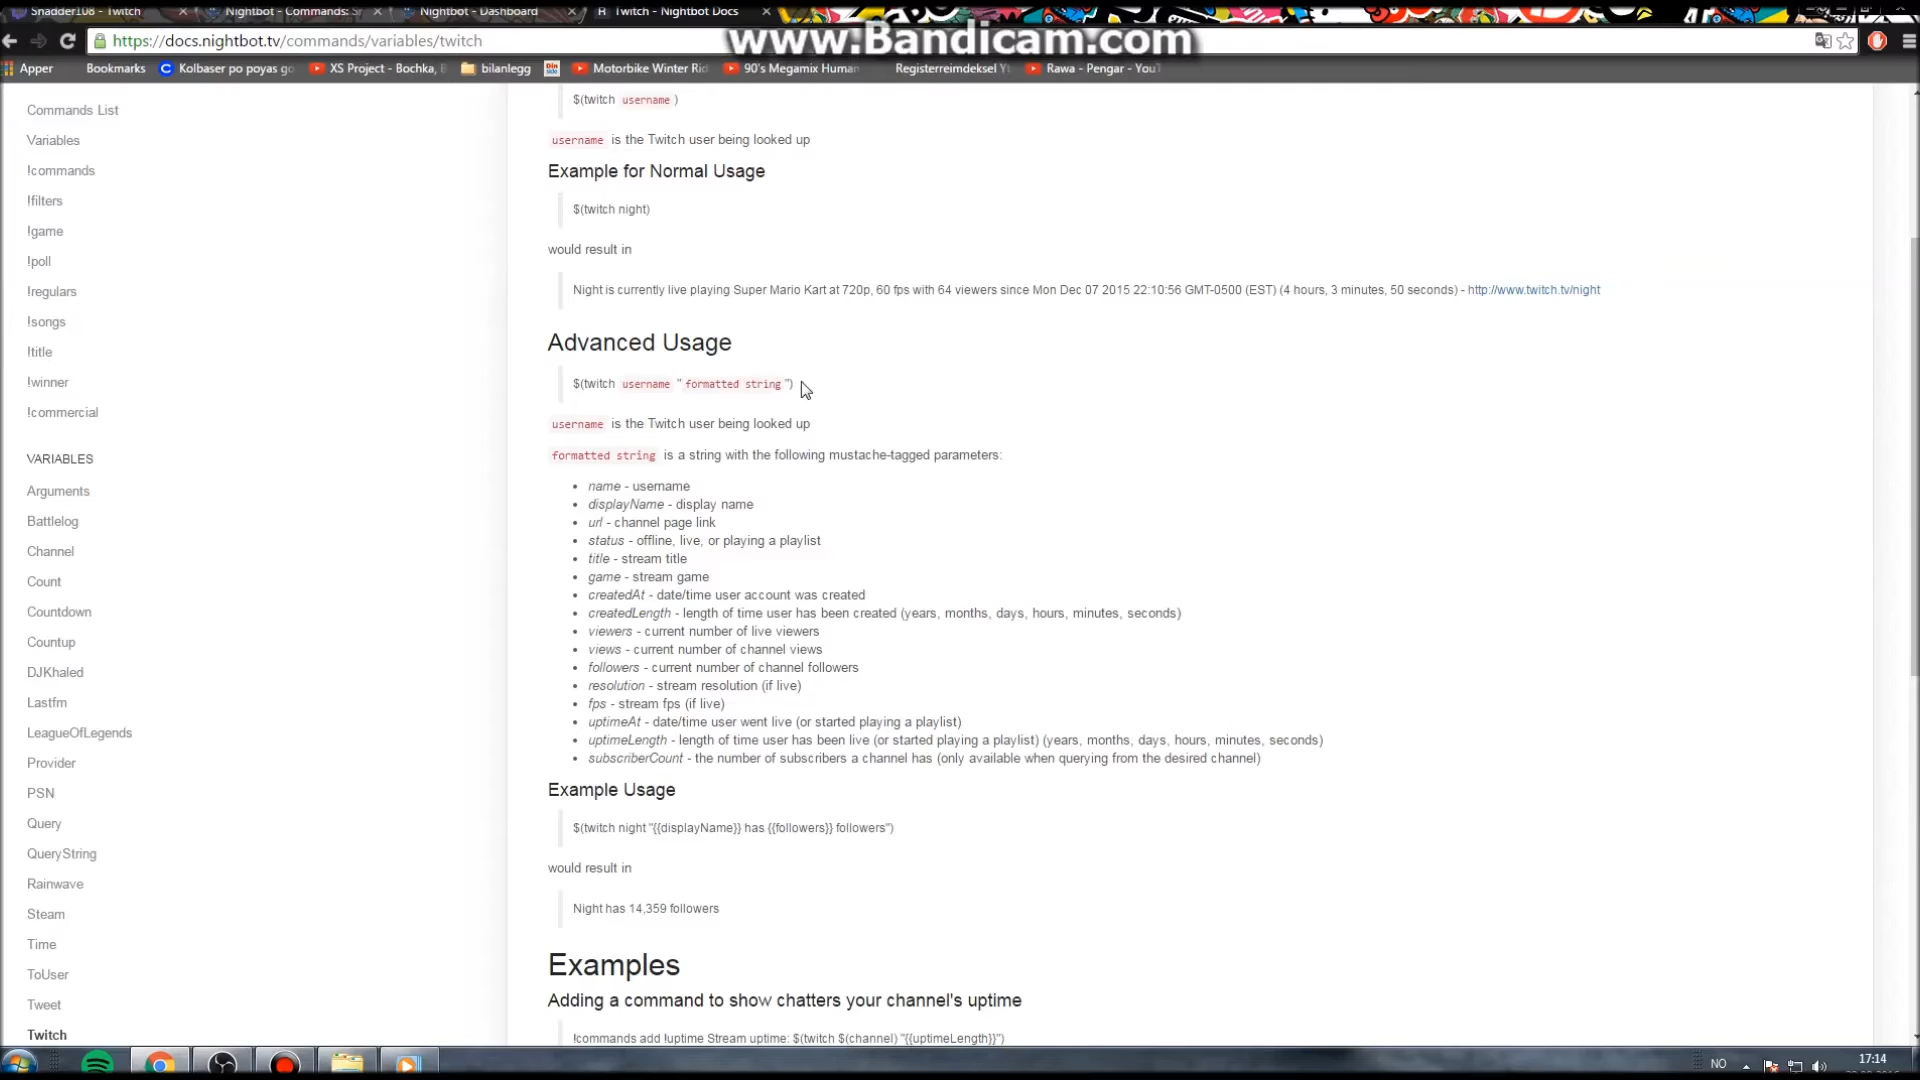 Snadder108 - Twitch
Nightbot - Commands: Sr
Nightbot - Dashboard
Twitch - Nightbot Docs
https://docs.nightbot.tv/commands/variables/twitch
www.Bandicam.com
Apper
Bookmarks
Kolbaser po poyas go
XS Project - Bochka,
bilanlegg
Motorbike Winter Rid
90's Megamix Human
Registrerreimdeksel Y
Rawa - Pengar - YouT
Commands List
Variables
!commands
!filters
!game
!poll
!regulars
!songs
!title
!winner
!commercial
VARIABLES
Arguments
Battlelog
Channel
Count
Countdown
Countup
DJKhaled
Lastfm
LeagueOfLegends
Provider
PSN
Query
QueryString
Rainwave
Steam
Time
ToUser
Tweet
Twitch
$(twitch username )
username is the Twitch user being looked up
Example for Normal Usage
$(twitch night)
would result in
Night is currently live playing Super Mario Kart at 720p, 60 fps with 64 viewers since Mon Dec 07 2015 22:10:56 GMT-0500 (EST) (4 hours, 3 minutes, 50 seconds) - http://www.twitch.tv/night
Advanced Usage
$(twitch username " formatted string ")
username is the Twitch user being looked up
formatted string is a string with the following mustache-tagged parameters:
• name - username
• displayName - display name
• url - channel page link
• status - offline, live, or playing a playlist
• title - stream title
• game - stream game
• createdAt - date/time user account was created
• createdLength - length of time user has been created (years, months, days, hours, minutes, seconds)
• viewers - current number of live viewers
• views - current number of channel views
• followers - current number of channel followers
• resolution - stream resolution (if live)
• fps - stream fps (if live)
• uptimeAt - date/time user went live (or started playing a playlist)
• uptimeLength - length of time user has been live (or started playing a playlist) (years, months, days, hours, minutes, seconds)
• subscriberCount - the number of subscribers a channel has (only available when querying from the desired channel)
Example Usage
$(twitch night "{{displayName}} has {{followers}} followers")
would result in
Night has 14,359 followers
Examples
Adding a command to show chatters your channel's uptime
!commands add !uptime Stream uptime: $(twitch $(channel) "{{uptimeLength}}")
NO
17:14